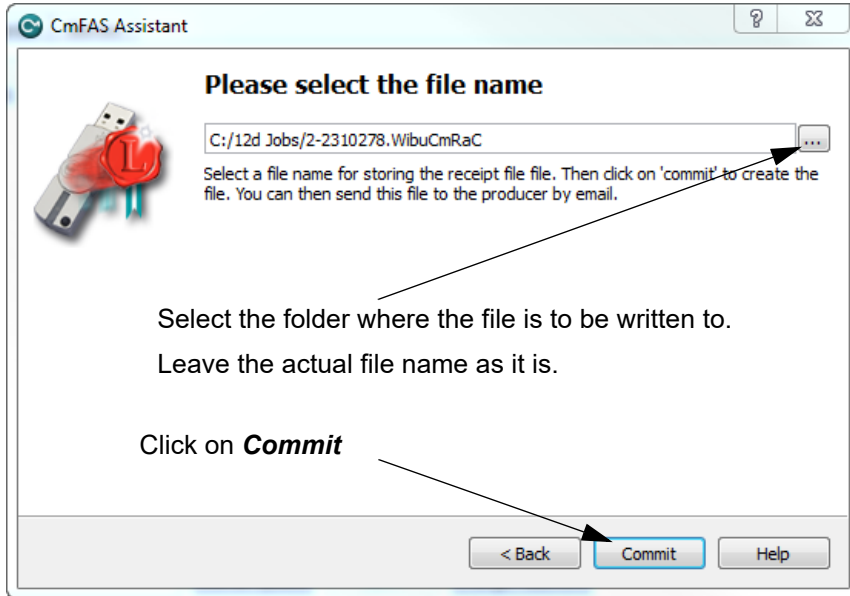 CmFAS Assistant
Please select the file name
C:/12d Jobs/2-2310278.WibuCmRaC
...
Select a file name for storing the receipt file file. Then click on 'commit' to create the
file. You can then send this file to the producer by email.
L
Select the folder where the file is to be written to.
Leave the actual file name as it is.
Click on Commit
< Back
Commit
Help